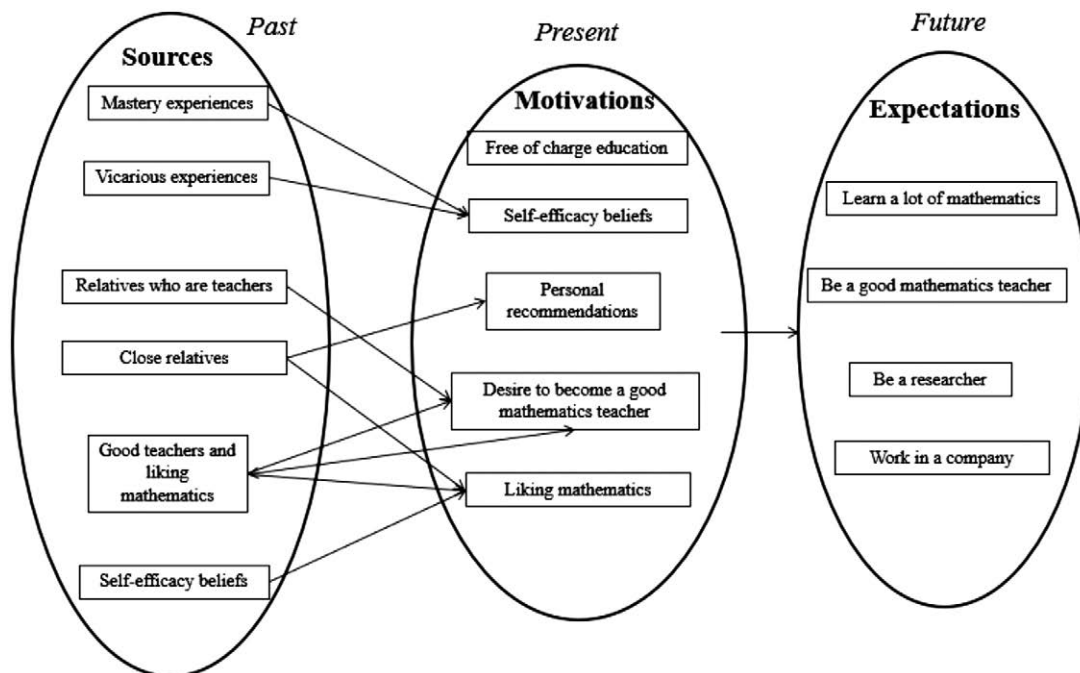 Past
Sources
Mastery experiences
Vicarious experiences
Relatives who are teachers
Close relatives
Good teachers and
liking
mathematics
Self-efficacy beliefs
Present
Motivations
Free of charge education
Self-efficacy beliefs
Personal
recommendations
Desire to become a good
mathematics teacher
Liking mathematics
Future
Expectations
Learn a lot of mathematics
Be a good mathematics teacher
Be a researcher
Work in a company